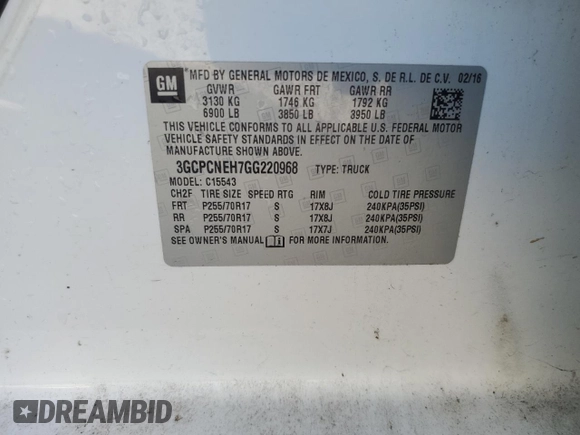 GM
MFD BY GENERAL MOTORS DE MEXICO, S. DE R.L. DE C.V. 02/16
GVWR GAWR FRT GAWR RR
3130 KG 1746 KG 1792 KG
6900 LB 3850 LB 3950 LB
THIS VEHICLE CONFORMS TO ALL APPLICABLE U.S. FEDERAL MOTOR
VEHICLE SAFETY STANDARDS IN EFFECT ON THE DATE OF
MANUFACTURE SHOWN ABOVE.
3GCPCNEH7GG220968 TYPE: TRUCK
MODEL: C15543
CH2F TIRE SIZE SPEED RTG RIM COLD TIRE PRESSURE
FRT P255/70R17 S 17X8J 240KPA(35PSI)
RR P255/70R17 S 17X8J 240KPA(35PSI)
SPA P255/70R17 S 17X7J 240KPA(35PSI)
SEE OWNER'S MANUAL FOR MORE INFORMATION.
DREAMBID